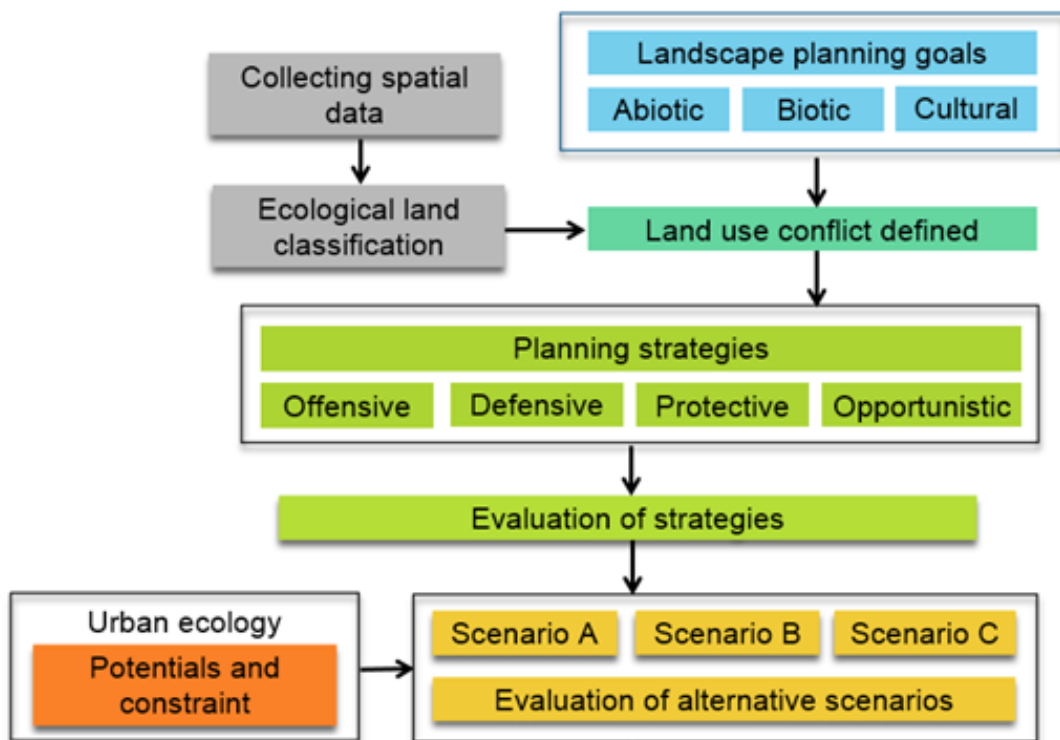 Collecting spatial
data
Landscape planning goals
Abiotic
Biotic
Cultural
Ecological land
classification
Land use conflict defined
Planning strategies
Offensive
Defensive
Protective
Opportunistic
Evaluation of strategies
Urban ecology
Potentials and
constraint
Scenario A
Scenario B
Scenario C
Evaluation of alternative scenarios